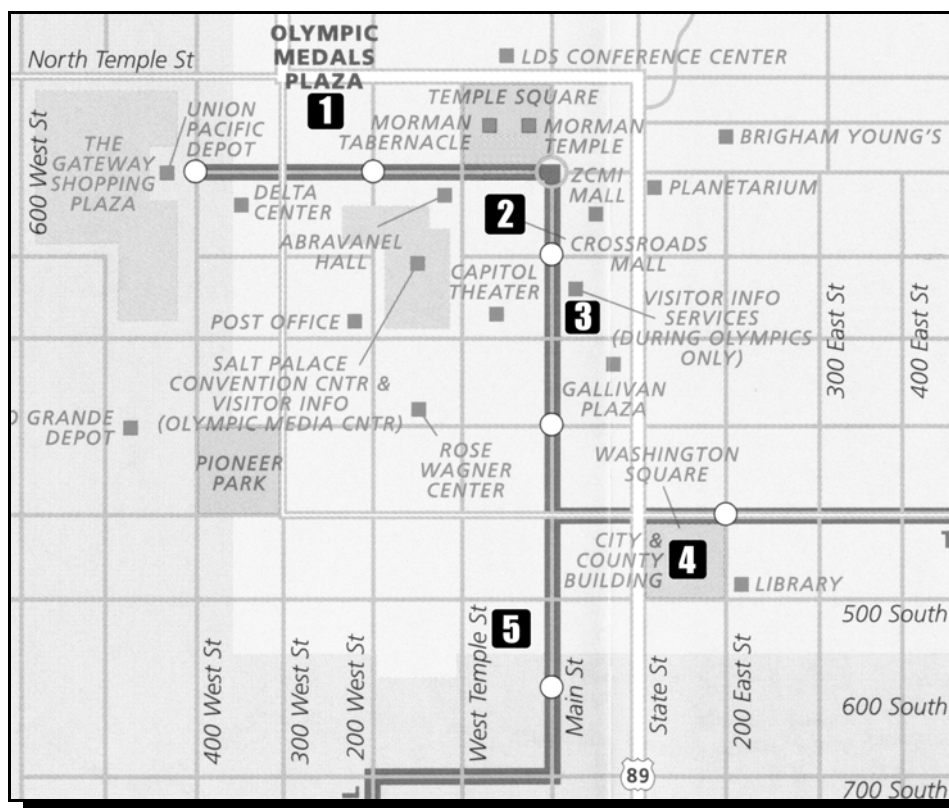 OLYMPIC
MEDALS
PLAZA
North Temple St
LDS CONFERENCE CENTER
1
TEMPLE SQUARE
UNION
PACIFIC
DEPOT
MORMAN
TABERNACLE
MORMAN
TEMPLE
BRIGHAM YOUNG'S
THE
GATEWAY
SHOPPING
PLAZA
600 West St
DELTA
CENTER
ZCMI
MALL
PLANETARIUM
2
ABRAVANEL
HALL
CROSSROADS
MALL
CAPITOL
THEATER
3
VISITOR INFO
SERVICES
(DURING OLYMPICS
ONLY)
300 East St
400 East St
POST OFFICE
SALT PALACE
CONVENTION CNTR &
VISITOR INFO
(OLYMPIC MEDIA CNTR)
GALLIVAN
PLAZA
O GRANDE
DEPOT
PIONEER
PARK
ROSE
WAGNER
CENTER
WASHINGTON
SQUARE
CITY &
COUNTY
BUILDING
4
LIBRARY
5
500 South
400 West St
300 West St
200 West St
West Temple St
Main St
State St
200 East St
600 South
89
700 South